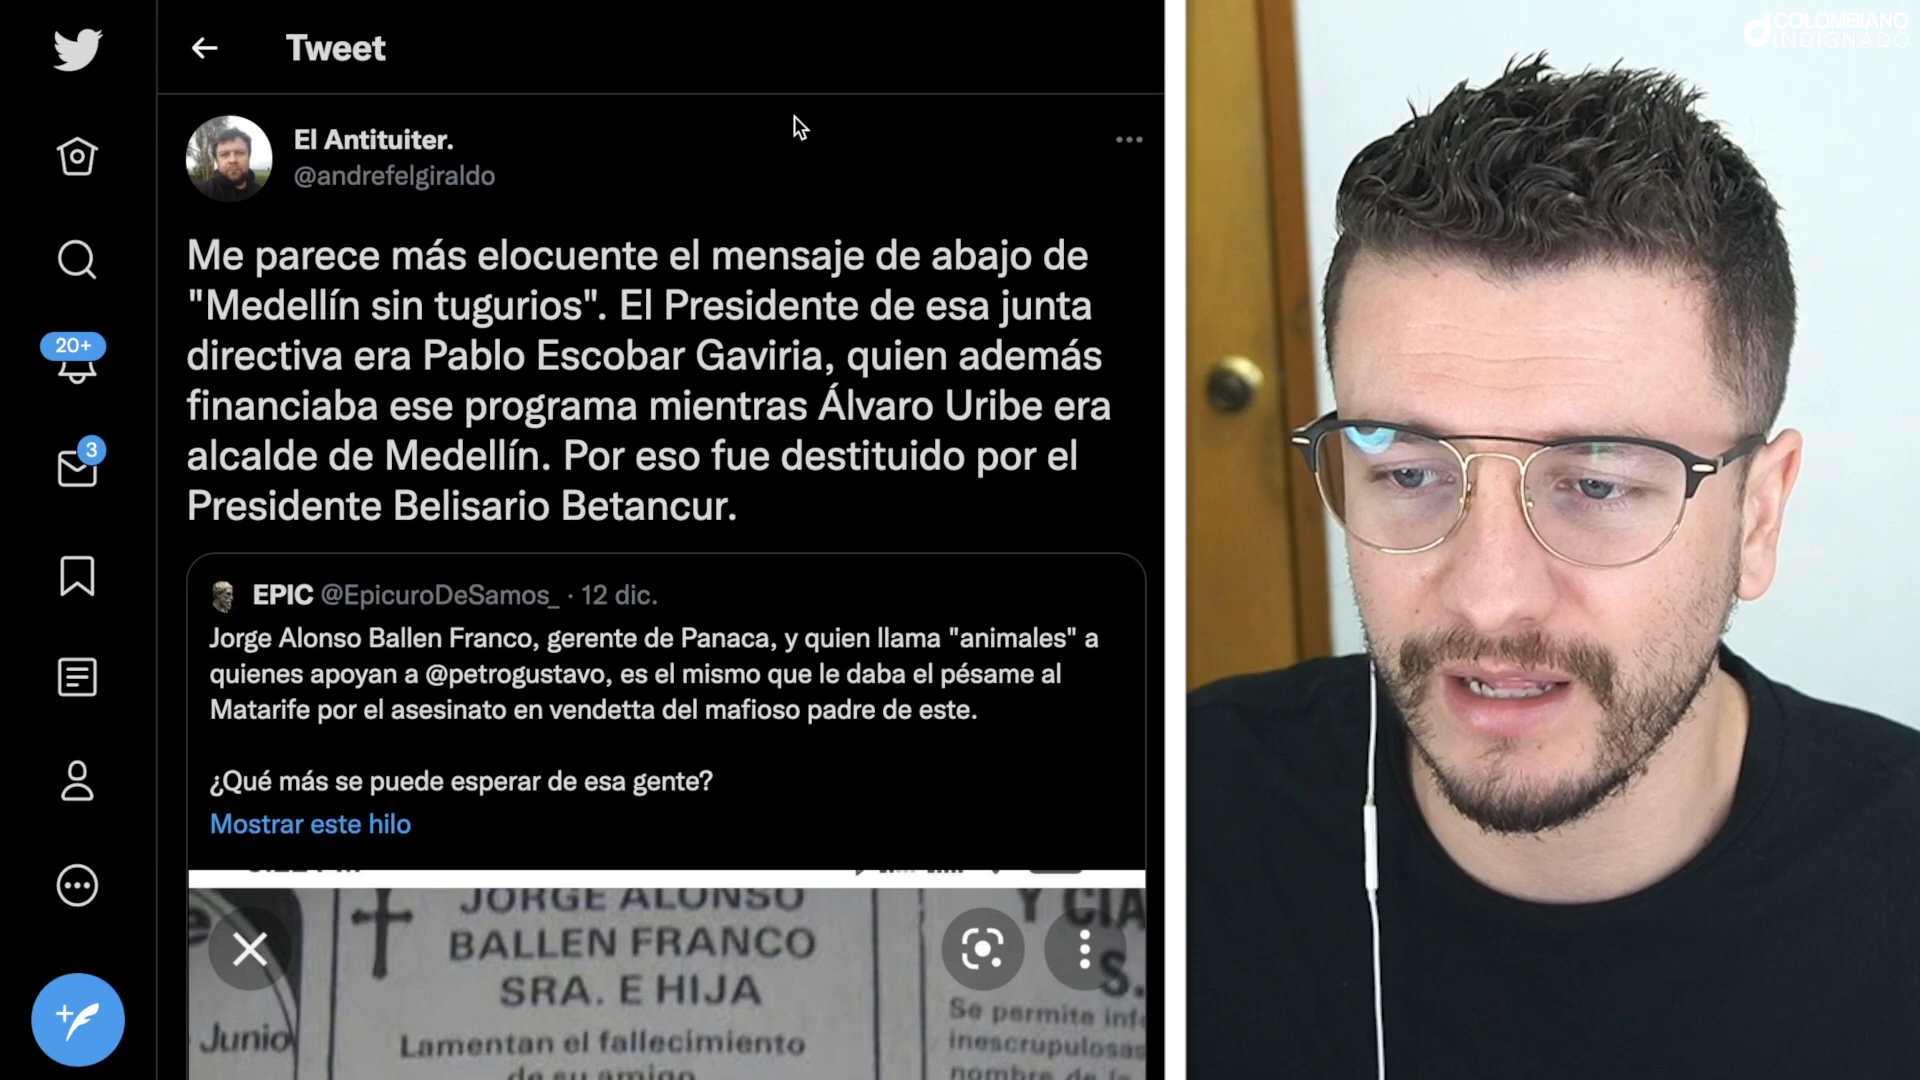 Tweet
COLOMBIANO
INDIGNADO
El Antituiter.
@andrefelgiraldo
Me parece más elocuente el mensaje de abajo de
"Medellín sin tugurios". El Presidente de esa junta
directiva era Pablo Escobar Gaviria, quien además
financiaba ese programa mientras Álvaro Uribe era
alcalde de Medellín. Por eso fue destituido por el
Presidente Belisario Betancur.
20+
3
EPIC @EpicuroDeSamos_ · 12 dic.
Jorge Alonso Ballen Franco, gerente de Panaca, y quien llama "animales" a
quienes apoyan a @petrogustavo, es el mismo que le daba el pésame al
Matarife por el asesinato en vendetta del mafioso padre de este.
¿Qué más se puede esperar de esa gente?
Mostrar este hilo
JORGE ALONSO
BALLEN FRANCO
SRA. E HIJA
Lamentan el fallecimiento
de su amigo
Junio
Y CIA
S.
Se permite